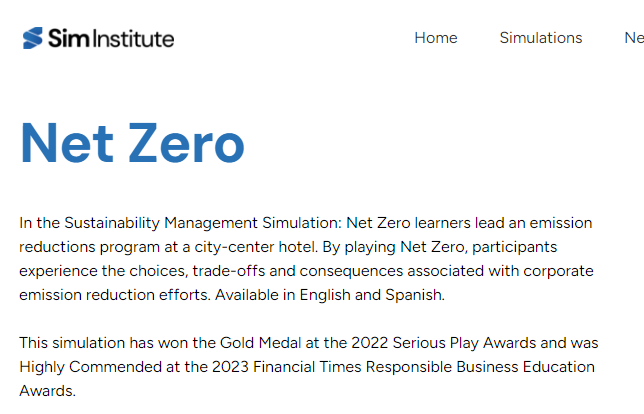 SimInstitute
Home Simulations Ne
Net Zero
In the Sustainability Management Simulation: Net Zero learners lead an emission
reductions program at a city-center hotel. By playing Net Zero, participants
experience the choices, trade-offs and consequences associated with corporate
emission reduction efforts. Available in English and Spanish.
This simulation has won the Gold Medal at the 2022 Serious Play Awards and was
Highly Commended at the 2023 Financial Times Responsible Business Education
Awards.